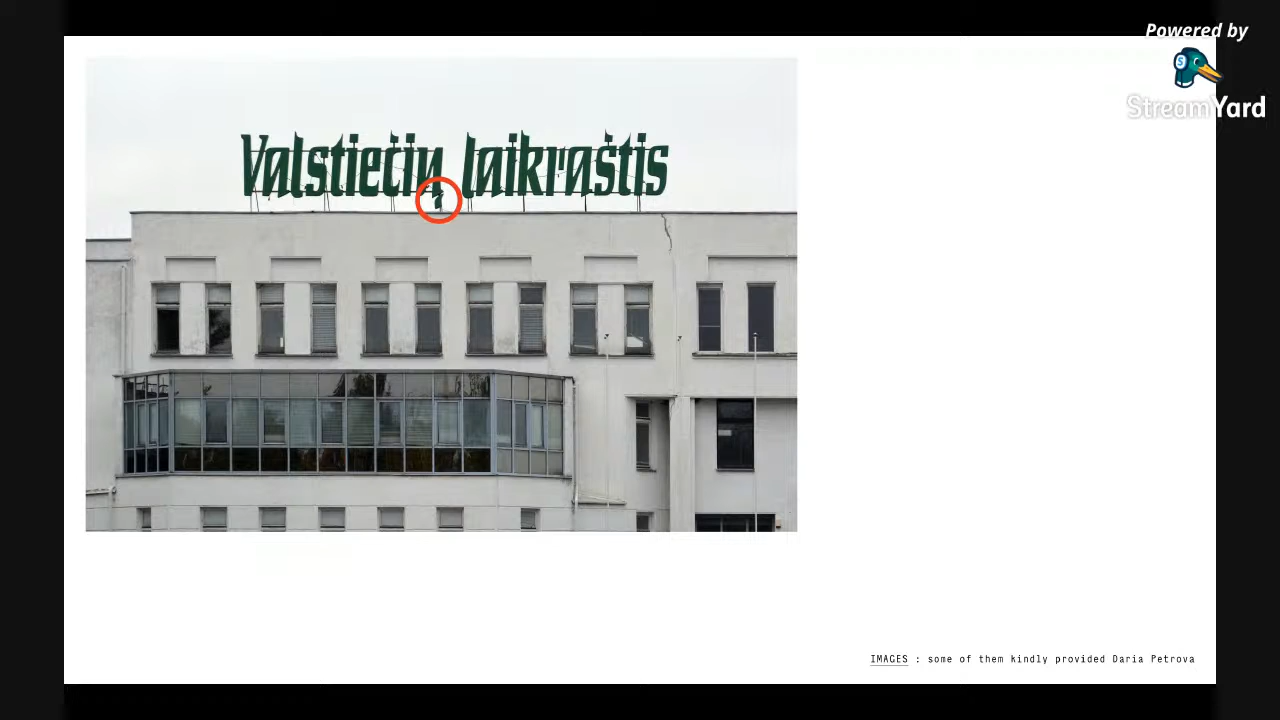 Powered by
StreamYard
Valstiečių laikraštis
IMAGES : some of them kindly provided Daria Petrova